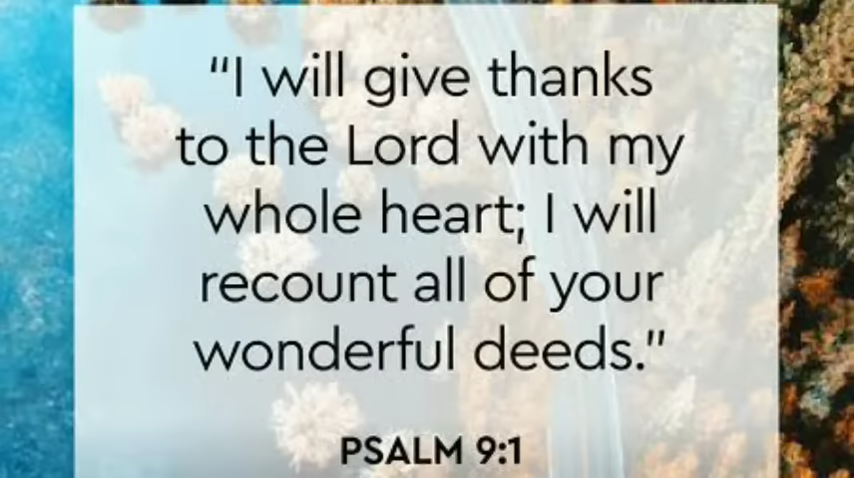 “I will give thanks
to the Lord with my
whole heart; I will
recount all of your
wonderful deeds.”
PSALM 9:1